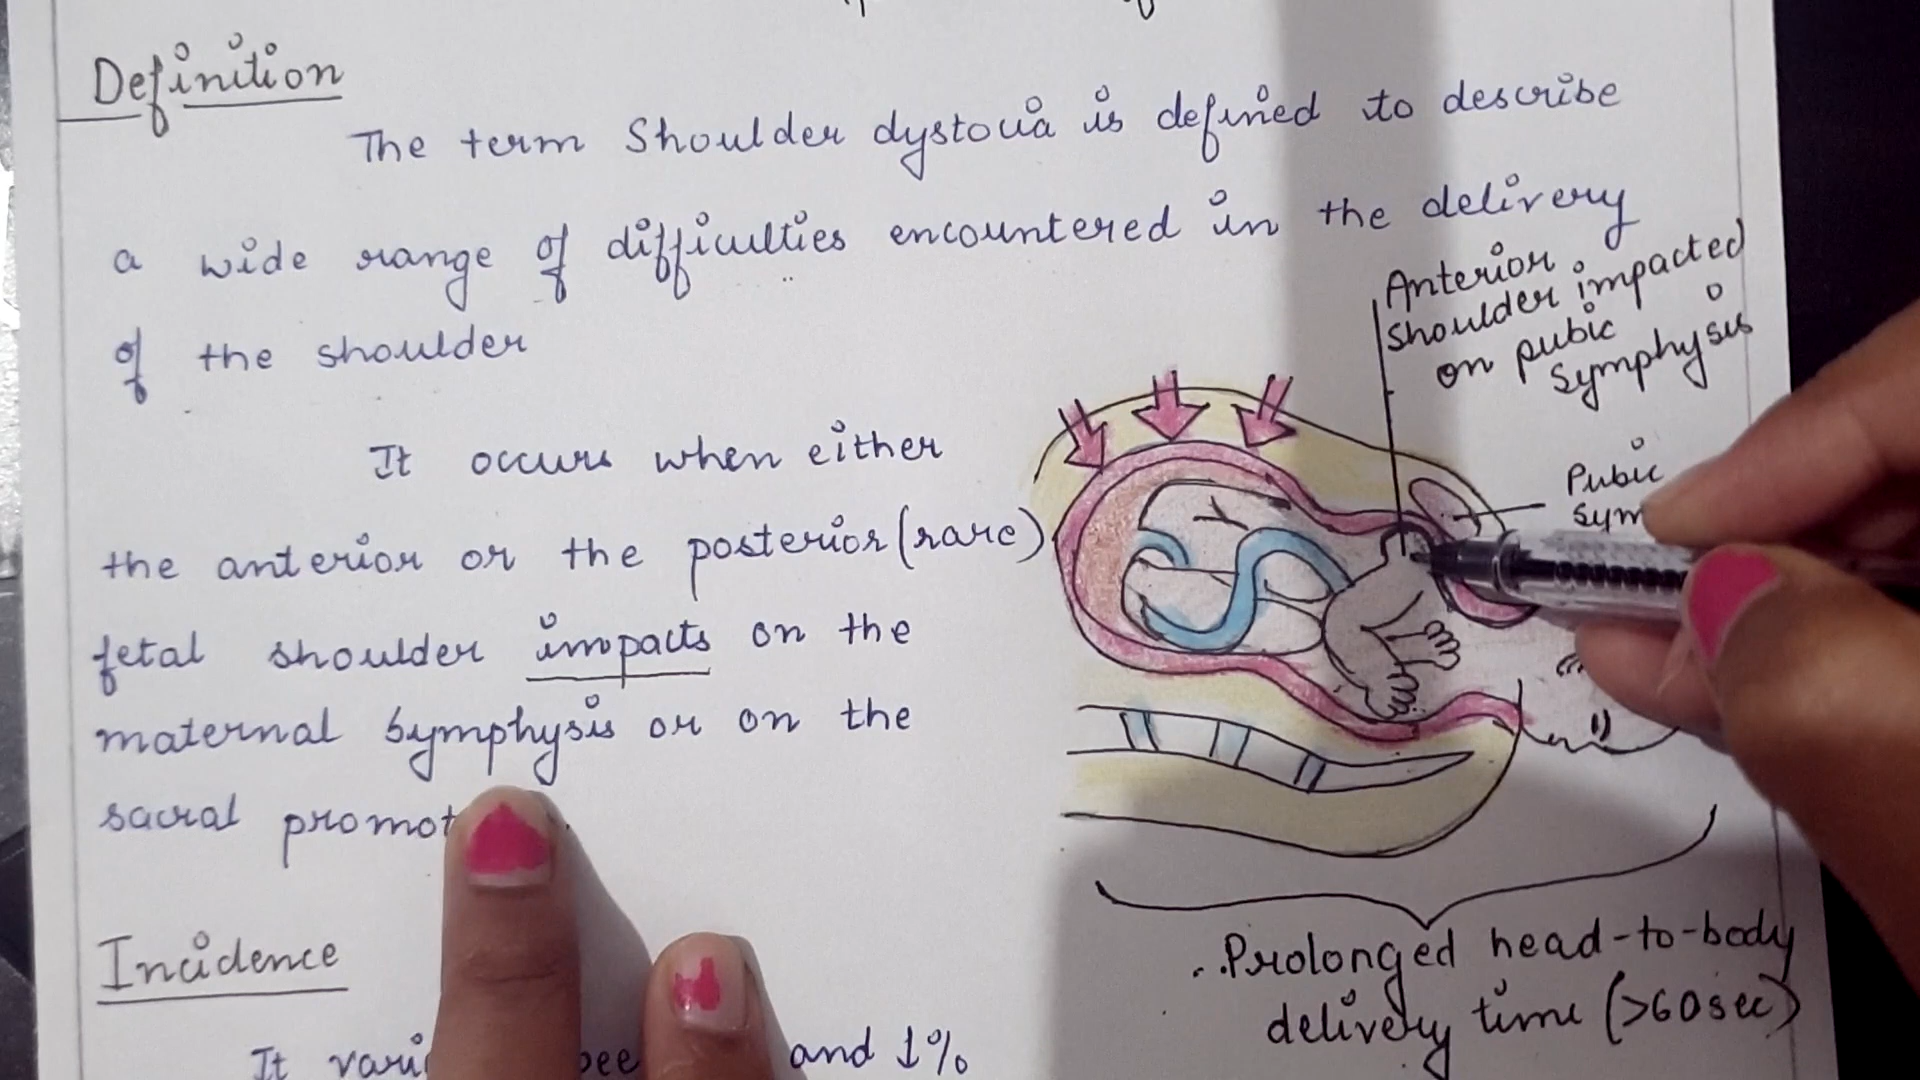 Definition
The term Shoulder dystocia is defined to describe
a wide range of difficulties encountered in the delivery
of the shoulder
It occurs when either
the anterior or the posterior (rare)
fetal shoulder impacts on the
maternal Symphysis or on the
sacral promot
Incidence
It and 1%
Anterior
shoulder impacted
on pubic
Symphysis
Pubic
Sym
Prolonged head-to-body
delivery time (>60sec)